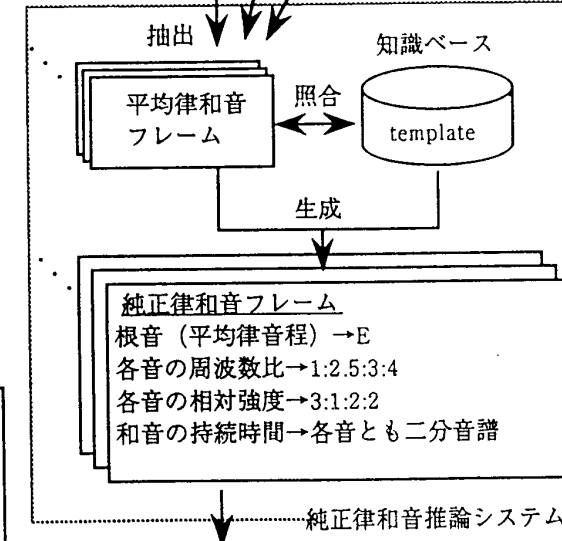 抽出
知識ベース
平均律和音
フレーム
照合
template
生成
純正律和音フレーム
根音（平均律音程）→E
各音の周波数比→1:2.5:3:4
各音の相対強度→3:1:2:2
和音の持続時間→各音とも二分音譜
純正律和音推論システム